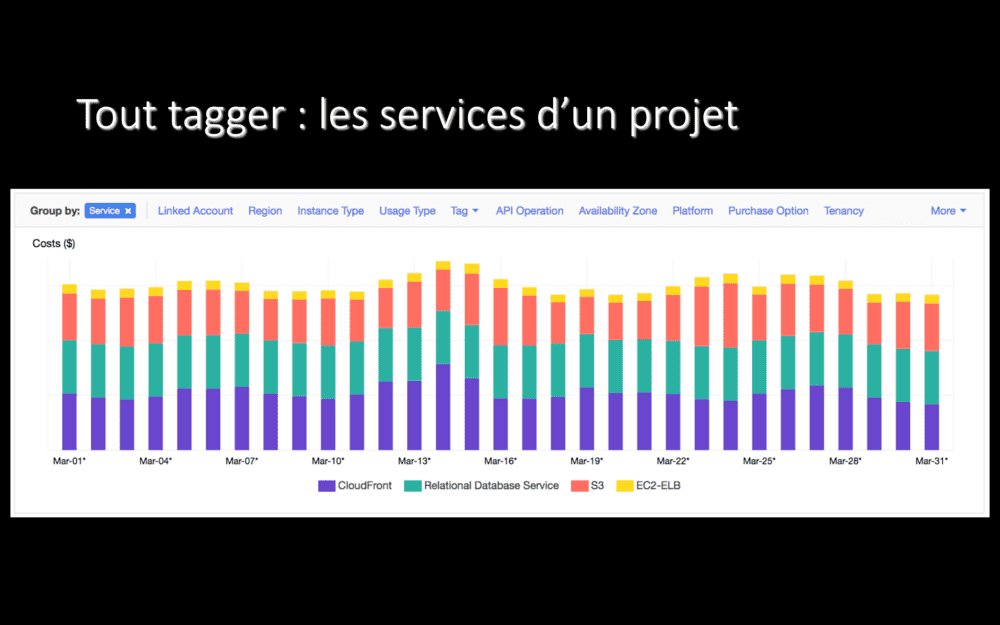 Tout tagger : les services d’un projet
Group by: Service × Linked Account Region Instance Type Usage Type Tag API Operation Availability Zone Platform Purchase Option Tenancy More
Costs ($)
Mar-01* Mar-04* Mar-07* Mar-10* Mar-13* Mar-16* Mar-19* Mar-22* Mar-25* Mar-28* Mar-31*
CloudFront Relational Database Service S3 EC2-ELB